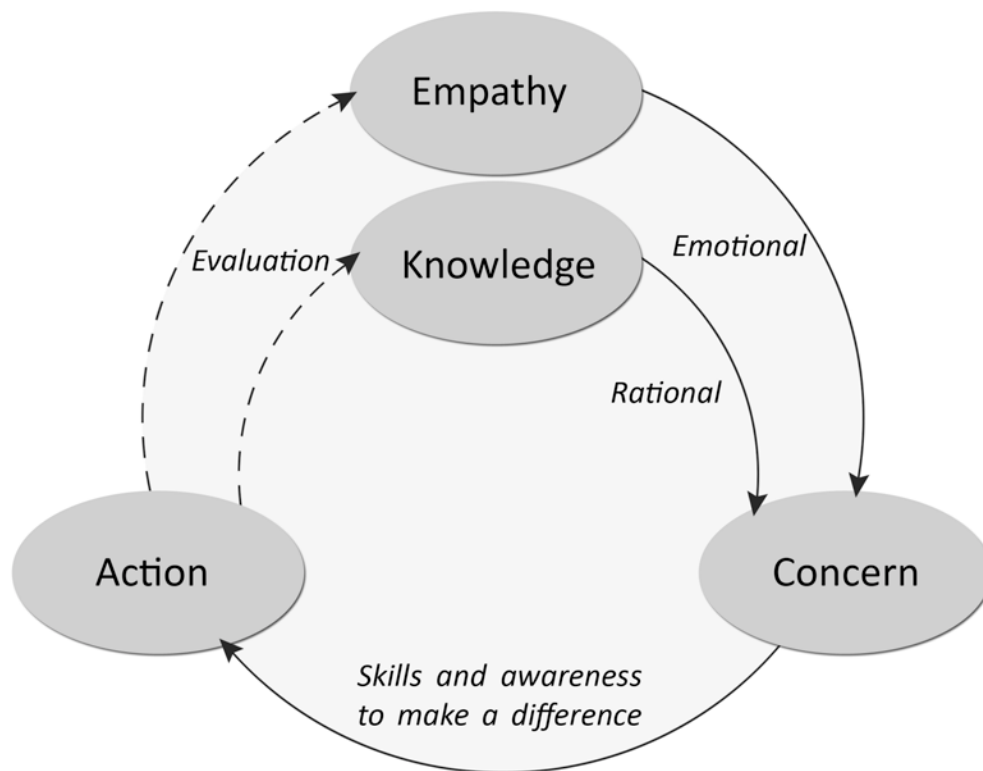 Empathy
Evaluation
Knowledge
Emotional
Rational
Action
Concern
Skills and awareness
to make a difference